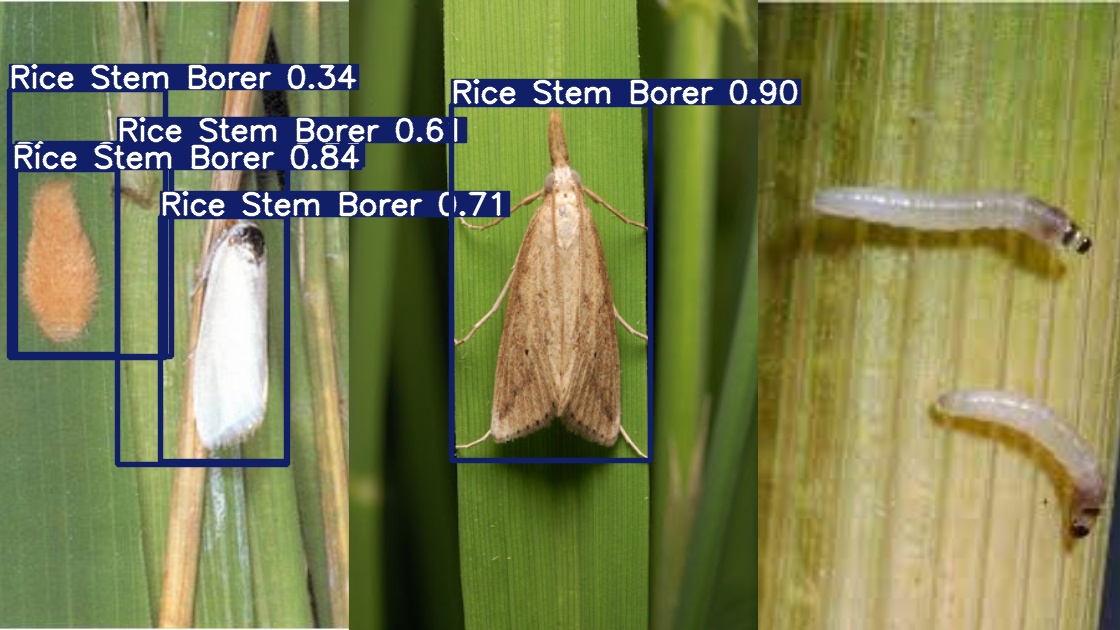 Rice Stem Borer 0.34
Rice Stem Borer 0.90
Rice Stem Borer 0.61
Rice Stem Borer 0.84
Rice Stem Borer 0.71